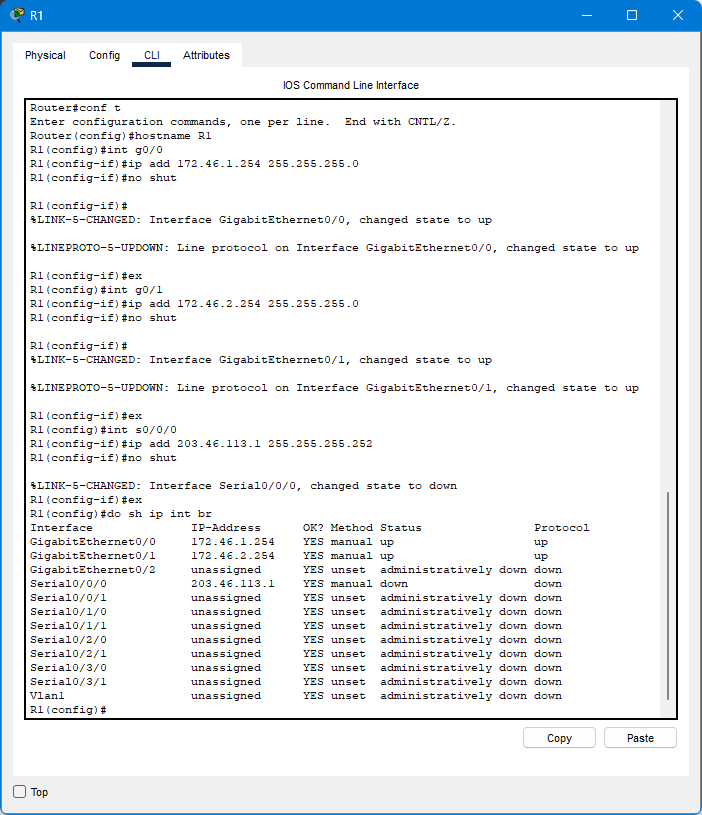 R1
Physical Config CLI Attributes
IOS Command Line Interface
Router#conf t
Enter configuration commands, one per line.  End with CNTL/Z.
Router(config)#hostname R1
R1(config)#int g0/0
R1(config-if)#ip add 172.46.1.254 255.255.255.0
R1(config-if)#no shut
R1(config-if)#
%LINK-5-CHANGED: Interface GigabitEthernet0/0, changed state to up
%LINEPROTO-5-UPDOWN: Line protocol on Interface GigabitEthernet0/0, changed state to up
R1(config-if)#ex
R1(config)#int g0/1
R1(config-if)#ip add 172.46.2.254 255.255.255.0
R1(config-if)#no shut
R1(config-if)#
%LINK-5-CHANGED: Interface GigabitEthernet0/1, changed state to up
%LINEPROTO-5-UPDOWN: Line protocol on Interface GigabitEthernet0/1, changed state to up
R1(config-if)#ex
R1(config)#int s0/0/0
R1(config-if)#ip add 203.46.113.1 255.255.255.252
R1(config-if)#no shut
%LINK-5-CHANGED: Interface Serial0/0/0, changed state to down
R1(config-if)#ex
R1(config)#do sh ip int br
Interface              IP-Address      OK? Method Status                Protocol
GigabitEthernet0/0     172.46.1.254    YES manual up                    up
GigabitEthernet0/1     172.46.2.254    YES manual up                    up
GigabitEthernet0/2     unassigned      YES unset  administratively down down
Serial0/0/0            203.46.113.1    YES manual down                  down
Serial0/0/1            unassigned      YES unset  administratively down down
Serial0/1/0            unassigned      YES unset  administratively down down
Serial0/1/1            unassigned      YES unset  administratively down down
Serial0/2/0            unassigned      YES unset  administratively down down
Serial0/2/1            unassigned      YES unset  administratively down down
Serial0/3/0            unassigned      YES unset  administratively down down
Serial0/3/1            unassigned      YES unset  administratively down down
Vlan1                  unassigned      YES unset  administratively down down
R1(config)#
Copy Paste
Top